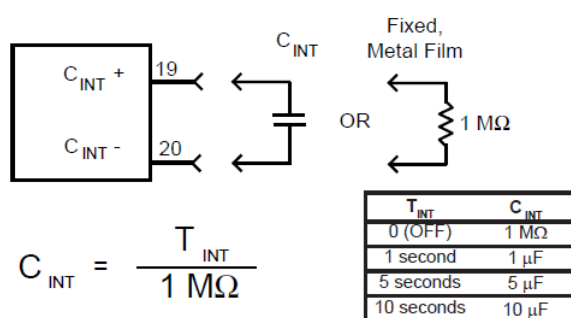 Fixed,
Metal Film
C INT
C INT +
19
C INT -
20
OR
1 MΩ
C INT = T INT / 1 MΩ
T INT C INT
0 (OFF) 1 MΩ
1 second 1 µF
5 seconds 5 µF
10 seconds 10 µF